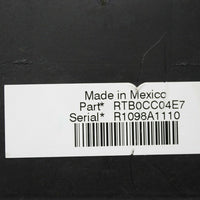 Made in Mexico
Part* RTB0CC04E7
Serial* R1098A1110